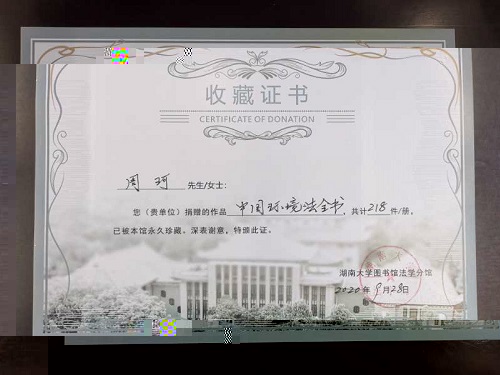 收藏证书
CERTIFICATE OF DONATION
周珂 先生/女士:
您（贵单位）捐赠的作品 中国环境法全书, 共计218件/册,
已被本馆永久珍藏。深表谢意, 特颁此证。
湖南大学图书馆法学分馆
2020年9月28日